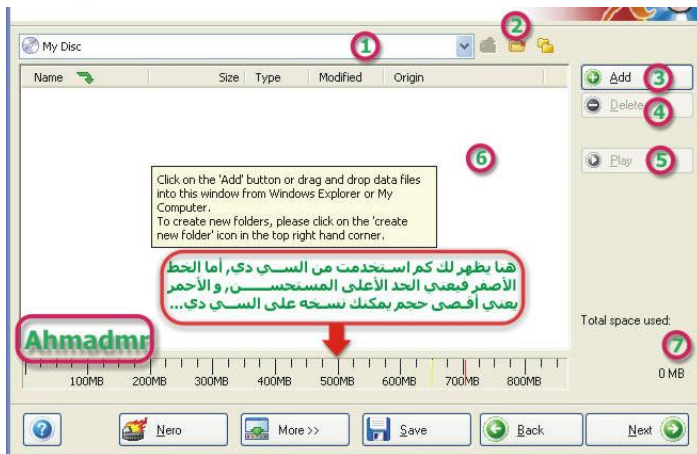 2
My Disc
1
Name Size Type Modified Origin
Add 3
Delete 4
Play 5
6
Click on the 'Add' button or drag and drop data files
into this window from Windows Explorer or My
Computer.
To create new folders, please click on the 'create
new folder' icon in the top right hand corner.
هنا يظهر لك كم استخدمت من الســي دي, أما الخط
الأصفر فيعني الحد الأعلى المستحســــن, و الأحمر
يعني أقـصى حجم يمكنك نسـخه على السـي دي...
Ahmadmr
Total space used:
7
0 MB
100MB 200MB 300MB 400MB 500MB 600MB 700MB 800MB
? Nero More >> Save Back Next